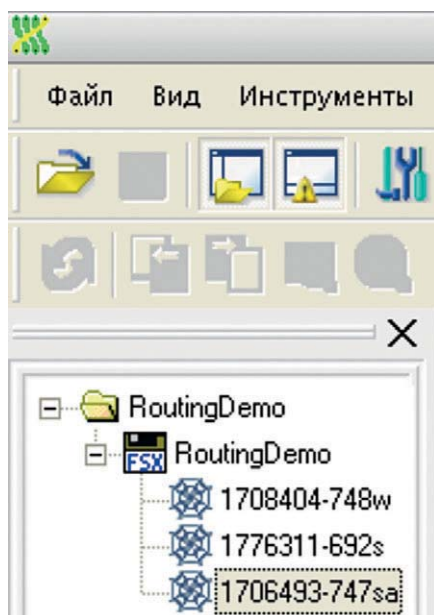 Файл Вид Инструменты
RoutingDemo
FSX RoutingDemo
1708404-748w
1776311-692s
1706493-747sa